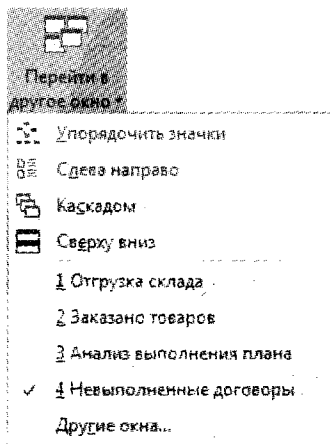 Перейти в
другое окно
Упорядочить значки
Слева направо
Каскадом
Сверху вниз
1 Отгрузка склада
2 Заказано товаров
3 Анализ выполнения плана
✓ 4 Невыполненные договоры
Другие окна...